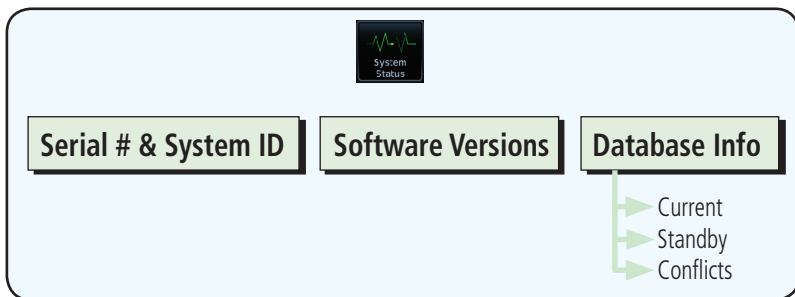 System
Status
Serial # & System ID
Software Versions
Database Info
Current
Standby
Conflicts